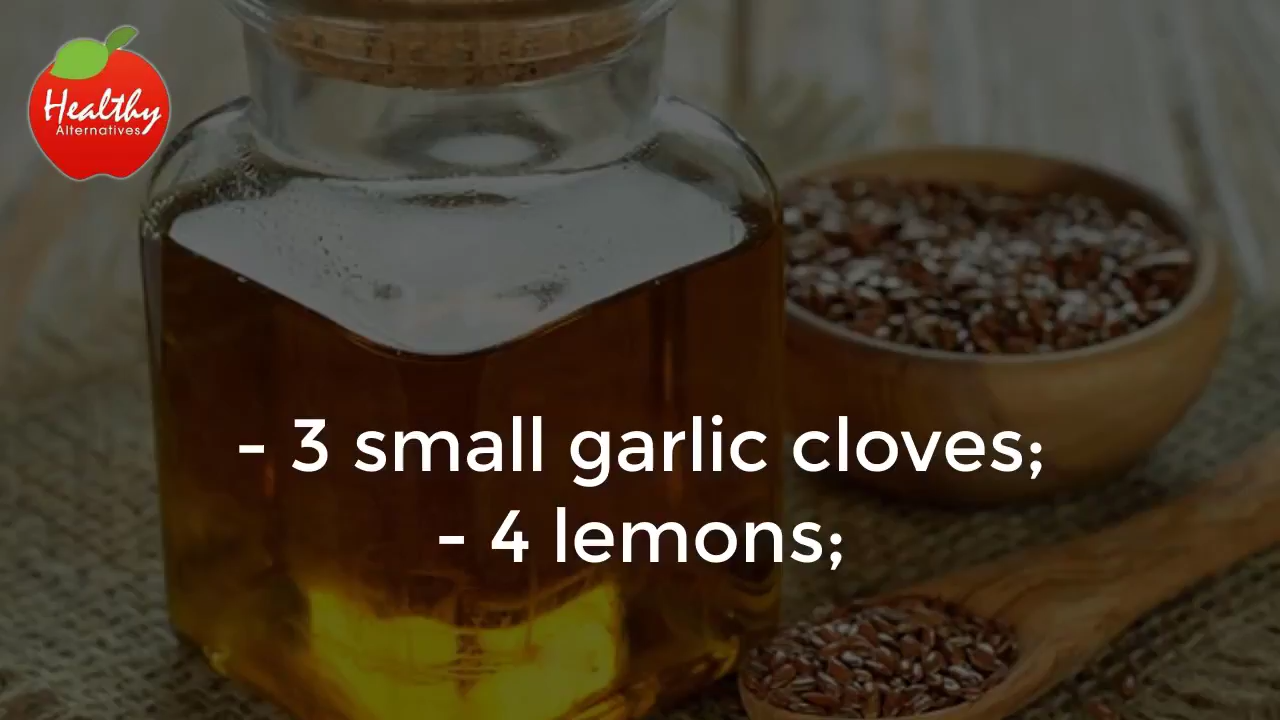 Healthy
Alternatives
- 3 small garlic cloves;
- 4 lemons;